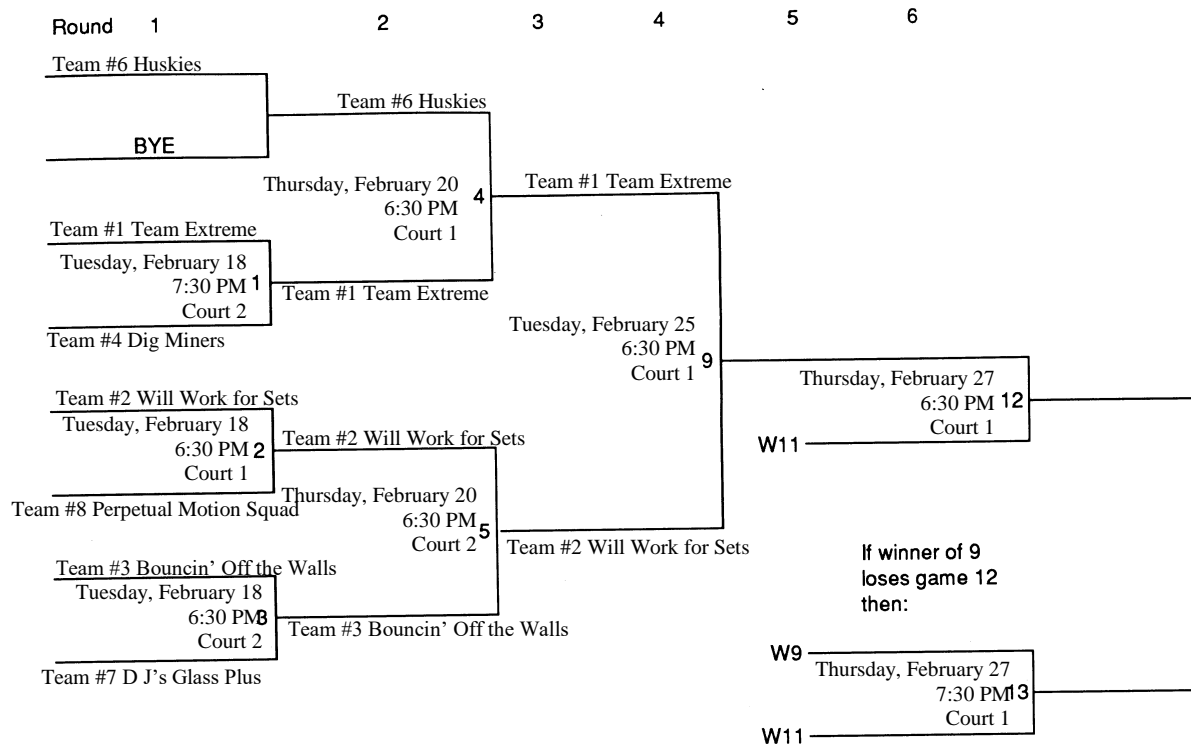 Round 1 2 3 4 5 6
Team #6 Huskies
Team #6 Huskies
BYE
Thursday, February 20
6:30 PM 4
Court 1
Team #1 Team Extreme
Team #1 Team Extreme
Tuesday, February 18
7:30 PM 1
Court 2
Team #1 Team Extreme
Team #4 Dig Miners
Tuesday, February 25
6:30 PM 9
Court 1
Thursday, February 27
6:30 PM 12
Court 1
W11
Team #2 Will Work for Sets
Tuesday, February 18
6:30 PM 2
Court 1
Team #2 Will Work for Sets
Team #8 Perpetual Motion Squad
Thursday, February 20
6:30 PM 5
Court 2
Team #2 Will Work for Sets
Team #3 Bouncin' Off the Walls
Tuesday, February 18
6:30 PM 3
Court 2
Team #3 Bouncin' Off the Walls
Team #7 D J's Glass Plus
If winner of 9
loses game 12
then:
W9
Thursday, February 27
7:30 PM 13
Court 1
W11